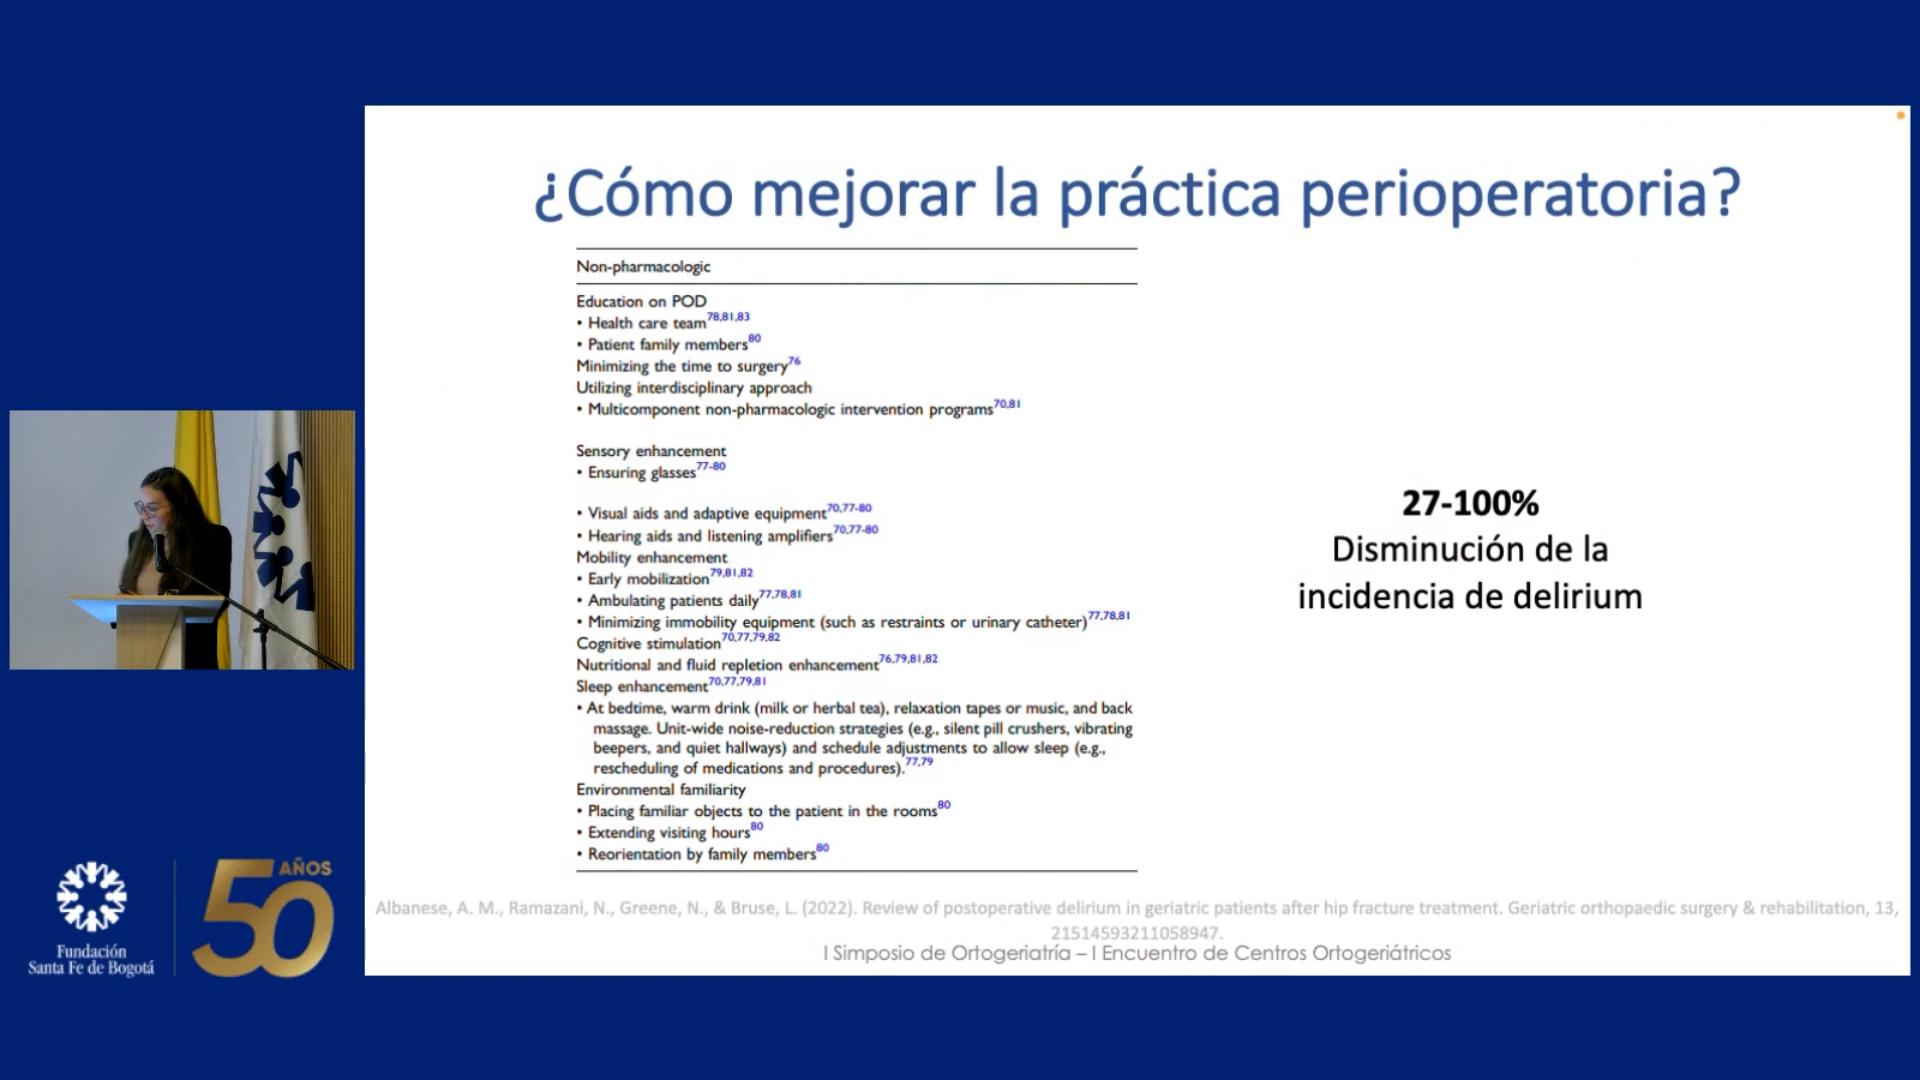 ¿Cómo mejorar la práctica perioperatoria?
Non-pharmacologic
Education on POD
• Health care team78,81,83
• Patient family members80
Minimizing the time to surgery76
Utilizing interdisciplinary approach
• Multicomponent non-pharmacologic intervention programs70,81
Sensory enhancement
• Ensuring glasses77-80
• Visual aids and adaptive equipment70,77-80
• Hearing aids and listening amplifiers70,77-80
Mobility enhancement
• Early mobilization79,81,82
• Ambulating patients daily77,78,81
• Minimizing immobility equipment (such as restraints or urinary catheter)77,78,81
Cognitive stimulation70,77,79,82
Nutritional and fluid repletion enhancement76,79,81,82
Sleep enhancement70,77,79,81
• At bedtime, warm drink (milk or herbal tea), relaxation tapes or music, and back
massage. Unit-wide noise-reduction strategies (e.g., silent pill crushers, vibrating
beepers, and quiet hallways) and schedule adjustments to allow sleep (e.g.,
rescheduling of medications and procedures).77,79
Environmental familiarity
• Placing familiar objects to the patient in the rooms80
• Extending visiting hours80
• Reorientation by family members80
27-100%
Disminución de la
incidencia de delirium
Albanese, A. M., Ramazani, N., Greene, N., & Bruse, L. (2022). Review of postoperative delirium in geriatric patients after hip fracture treatment. Geriatric orthopaedic surgery & rehabilitation, 13,
21514593211058947.
I Simposio de Ortogeriatría – I Encuentro de Centros Ortogeriátricos
Fundación
Santa Fe de Bogotá
50 AÑOS